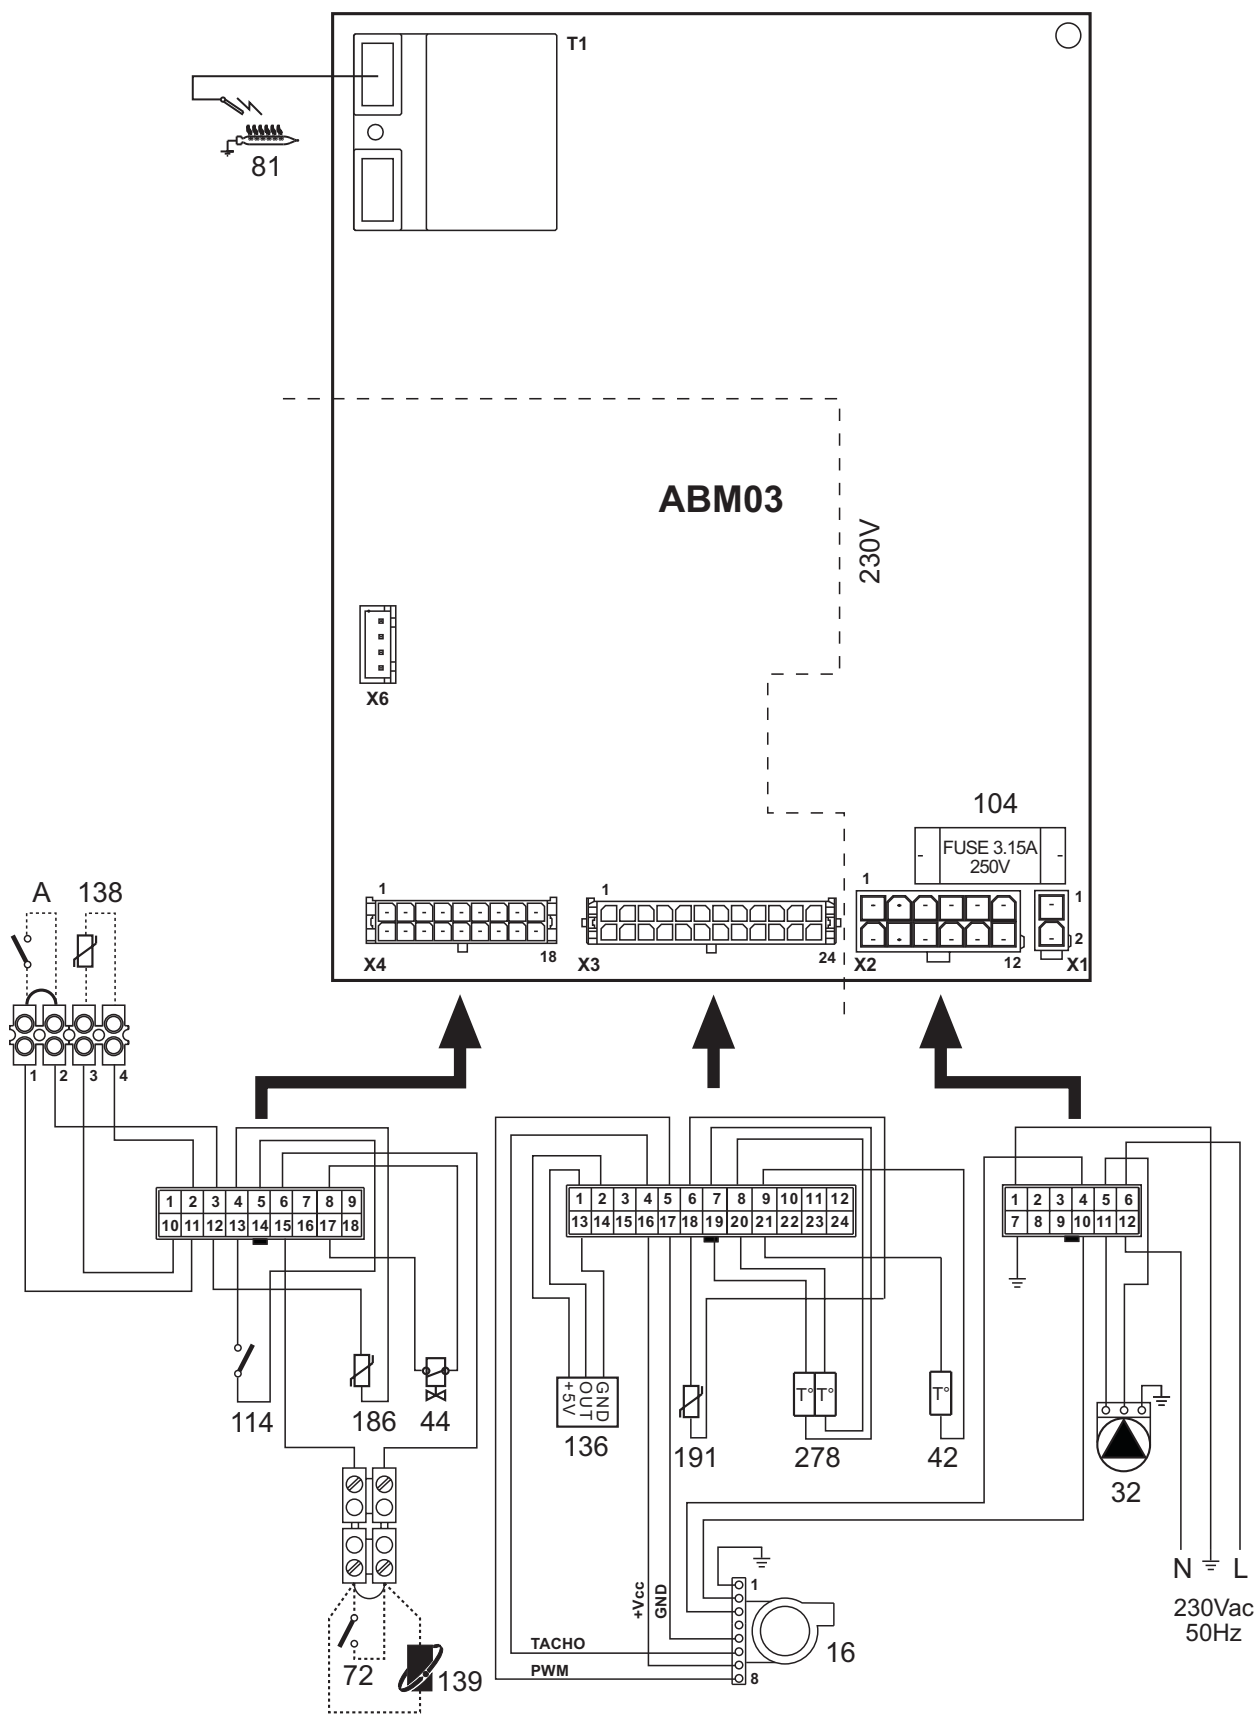 T1
81
ABM03
230V
X6
104
FUSE 3.15A
250V
1
18
X4
1
24
X3
1
12
X2
1
2
X1
A
138
1
2
3
4
1 2 3 4 5 6 7 8 9
10 11 12 13 14 15 16 17 18
1 2 3 4 5 6 7 8 9 10 11 12
13 14 15 16 17 18 19 20 21 22 23 24
1 2 3 4 5 6
7 8 9 10 11 12
114
186
44
+5V
OUT
GND
136
191
T° T°
278
T°
42
32
N L
230Vac
50Hz
+Vcc
GND
TACHO
PWM
1
8
16
72
139